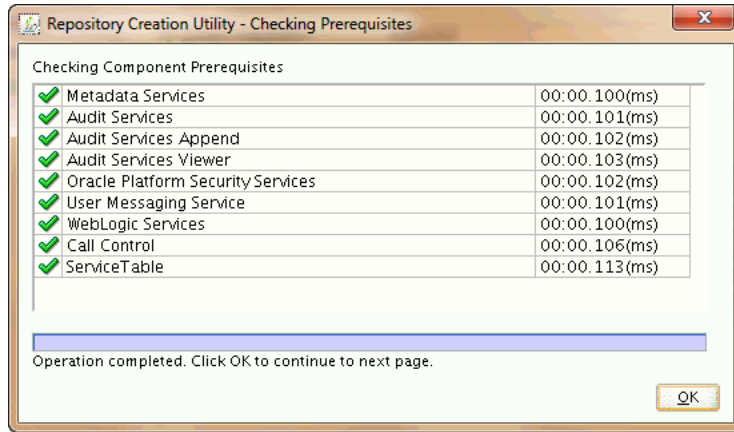 Repository Creation Utility - Checking Prerequisites
Checking Component Prerequisites
Metadata Services 00:00.100(ms)
Audit Services 00:00.101(ms)
Audit Services Append 00:00.102(ms)
Audit Services Viewer 00:00.103(ms)
Oracle Platform Security Services 00:00.102(ms)
User Messaging Service 00:00.101(ms)
WebLogic Services 00:00.100(ms)
Call Control 00:00.106(ms)
ServiceTable 00:00.113(ms)
Operation completed. Click OK to continue to next page.
OK